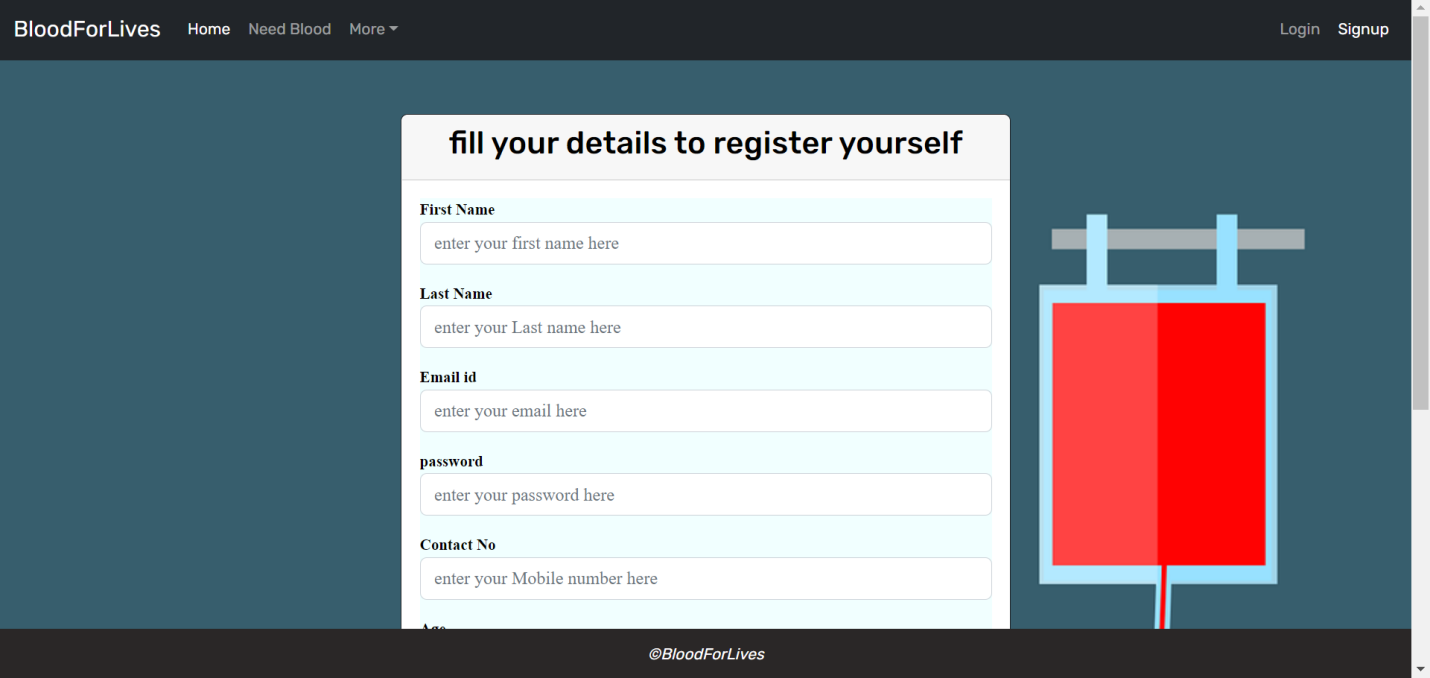 BloodForLives Home Need Blood More Login Signup
fill your details to register yourself
First Name
enter your first name here
Last Name
enter your Last name here
Email id
enter your email here
password
enter your password here
Contact No
enter your Mobile number here
Age
©BloodForLives